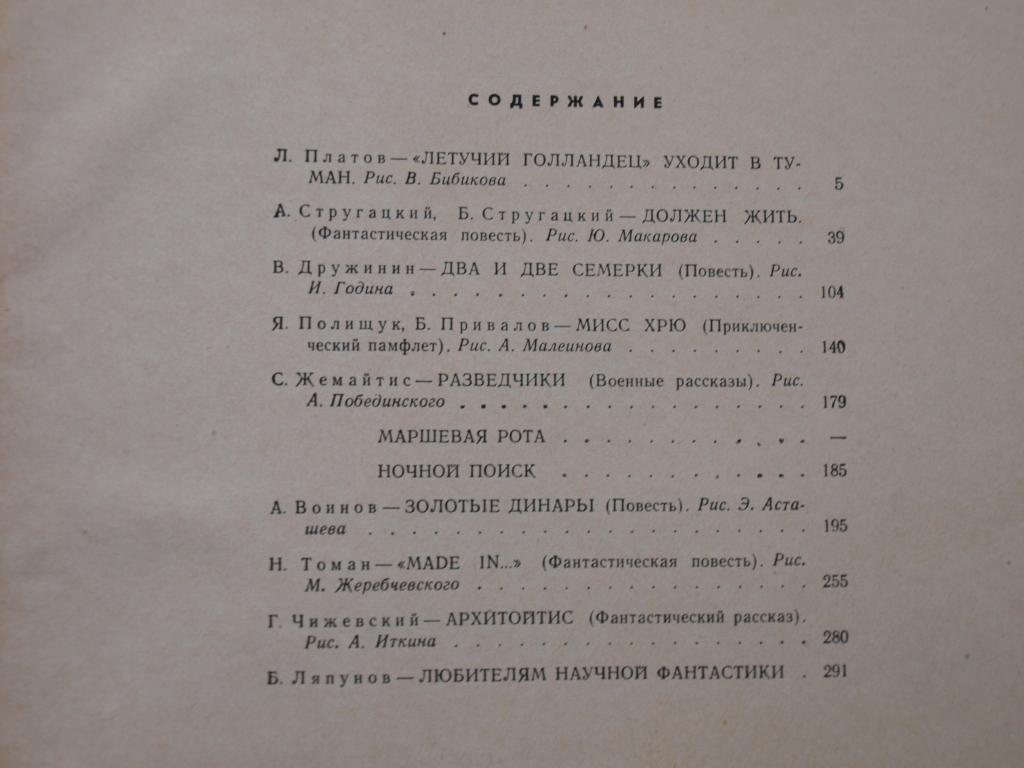 СОДЕРЖАНИЕ
Л. Платов — «ЛЕТУЧИЙ ГОЛЛАНДЕЦ» УХОДИТ В ТУ-
МАН. Рис. В. Бибикова . . . . . . . . . . . . . . 5
А. Стругацкий, Б. Стругацкий — ДОЛЖЕН ЖИТЬ.
(Фантастическая повесть). Рис. Ю. Макарова . . . . . 39
В. Дружинин — ДВА И ДВЕ СЕМЕРКИ (Повесть). Рис.
И. Година . . . . . . . . . . . . . . . . . . . 104
Я. Полищук, Б. Привалов — МИСС ХРЮ (Приключен-
ческий памфлет). Рис. А. Малеинова . . . . . . . . . 140
С. Жемайтис — РАЗВЕДЧИКИ (Военные рассказы). Рис.
А. Побединского . . . . . . . . . . . . . . . . . 179
МАРШЕВАЯ РОТА . . . . . . . . . . . . —
НОЧНОЙ ПОИСК . . . . . . . . . . . . 185
А. Воинов — ЗОЛОТЫЕ ДИНАРЫ (Повесть). Рис. Э. Аста-
шева . . . . . . . . . . . . . . . . . . . . . 195
Н. Томан — «MADE IN...» (Фантастическая повесть). Рис.
М. Жеребчевского . . . . . . . . . . . . . . . . 255
Г. Чижевский — АРХИТОЙТИС (Фантастический рассказ).
Рис. А. Иткина . . . . . . . . . . . . . . . . . 280
Б. Ляпунов — ЛЮБИТЕЛЯМ НАУЧНОЙ ФАНТАСТИКИ . 291